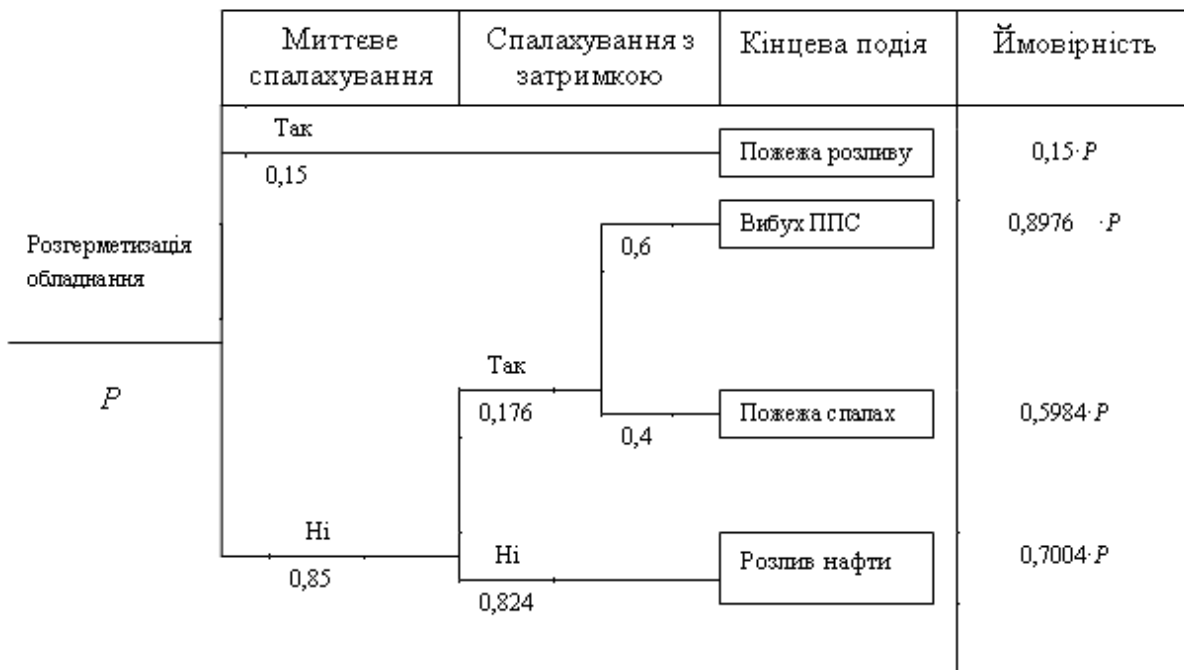 Миттєве
спалахування
Спалахування з
затримкою
Кінцева подія
Ймовірність
Так
0,15
Пожежа розливу
0,15·P
Розгерметизація
обладнання
P
0,6
Вибух ППС
0,8976 ·P
Так
0,176
0,4
Пожежа спалах
0,5984·P
Ні
0,85
Ні
0,824
Розлив нафти
0,7004·P